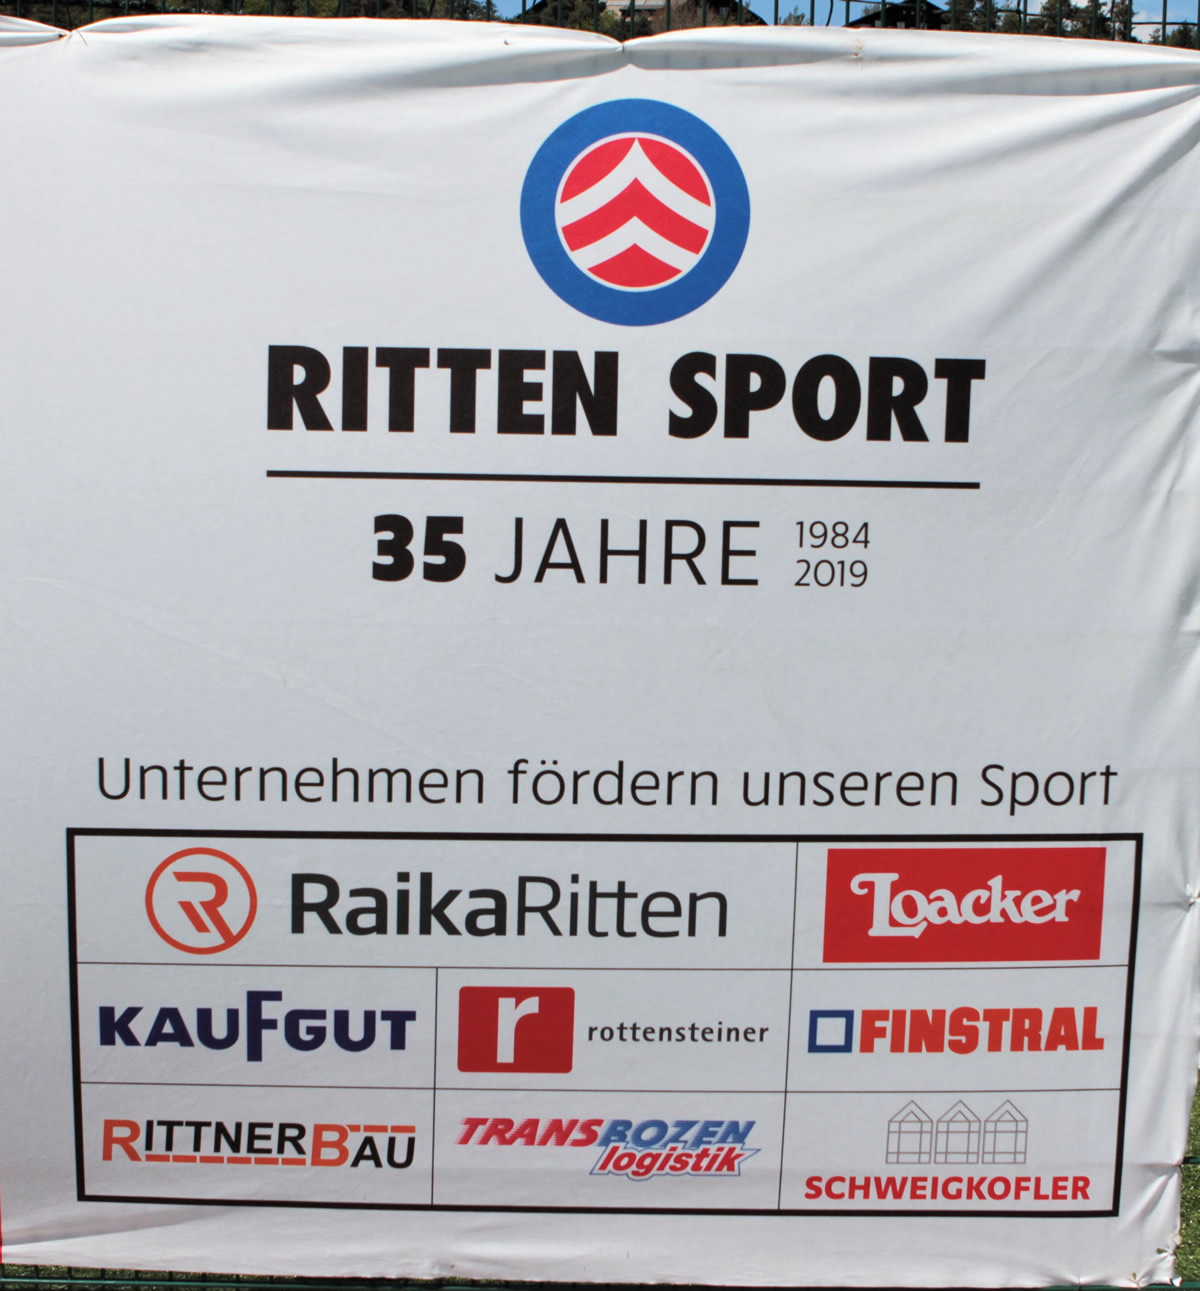 RITTEN SPORT
35 JAHRE 1984
2019
Unternehmen fördern unseren Sport
R RaikaRitten Loacker
KAUFGUT r rottensteiner FINSTRAL
RITTNERBAU TRANSBOZEN
logistik
SCHWEIGKOFLER